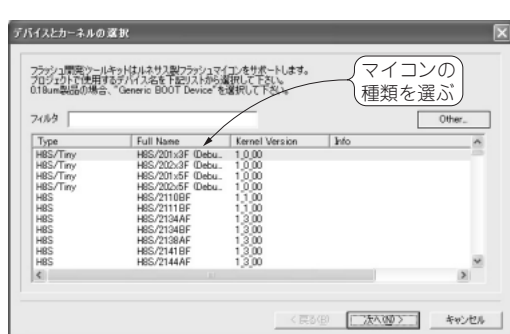 デバイスとカーネルの選択
フラッシュ開発ツールキットはルネサス製フラッシュマイコンをサポートします。
プロジェクトで使用するデバイス名を下記リストから選択して下さい。
0.18um製品の場合、"Generic BOOT Device"を選択して下さい。
マイコンの
種類を選ぶ
フィルタ
Other...
Type Full Name Kernel Version Info
H8S/Tiny H8S/201x3F (Debu... 1_0_00
H8S/Tiny H8S/202x3F (Debu... 1_0_00
H8S/Tiny H8S/201x5F (Debu... 1_0_00
H8S/Tiny H8S/202x5F (Debu... 1_0_00
H8S H8S/2110BF 1_1_00
H8S H8S/2111BF 1_1_00
H8S H8S/2134AF 1_3_00
H8S H8S/2134BF 1_3_00
H8S H8S/2138AF 1_3_00
H8S H8S/2141BF 1_3_00
H8S H8S/2144AF 1_3_00
< 戻る(B) 次へ(N) > キャンセル